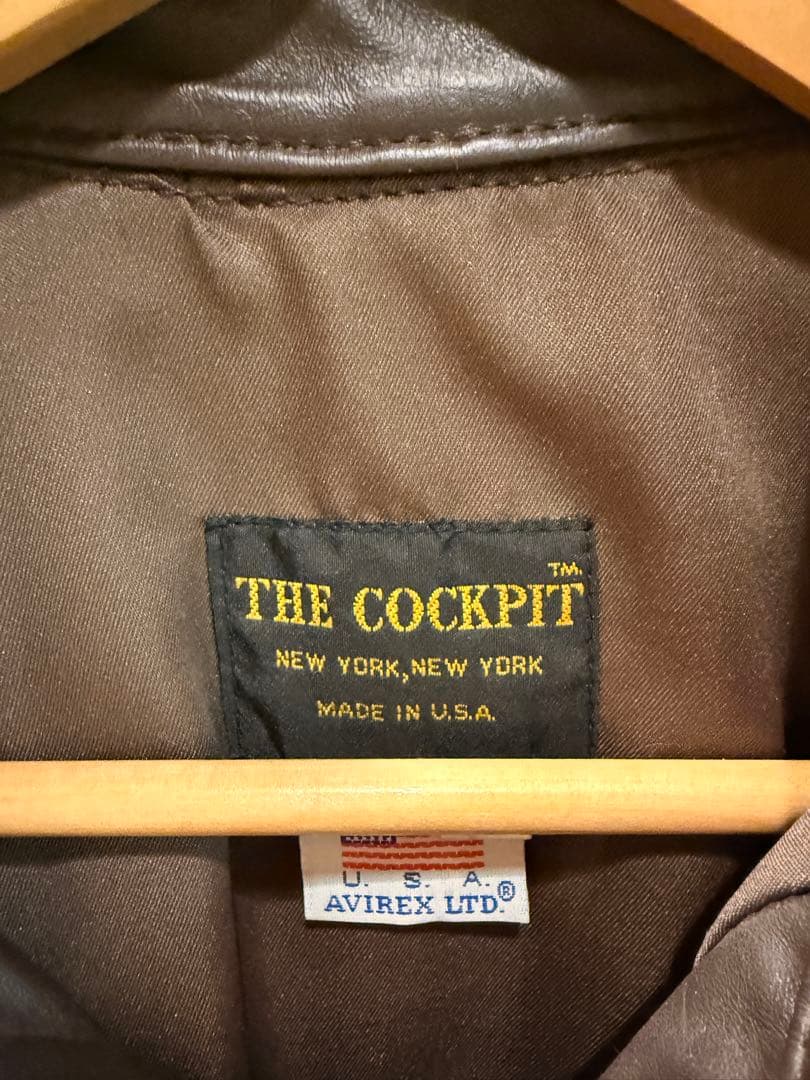 THE COCKPIT™
NEW YORK, NEW YORK
MADE IN U.S.A.
U. S. A.
AVIREX LTD.®